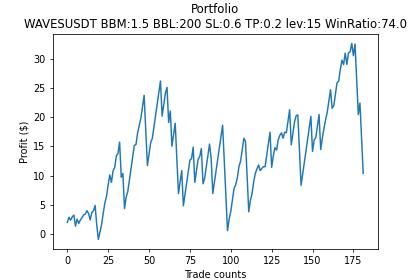 Portfolio
WAVESUSDT BBM:1.5 BBL:200 SL:0.6 TP:0.2 lev:15 WinRatio:74.0
Profit ($)
30
25
20
15
10
5
0
0 25 50 75 100 125 150 175
Trade counts